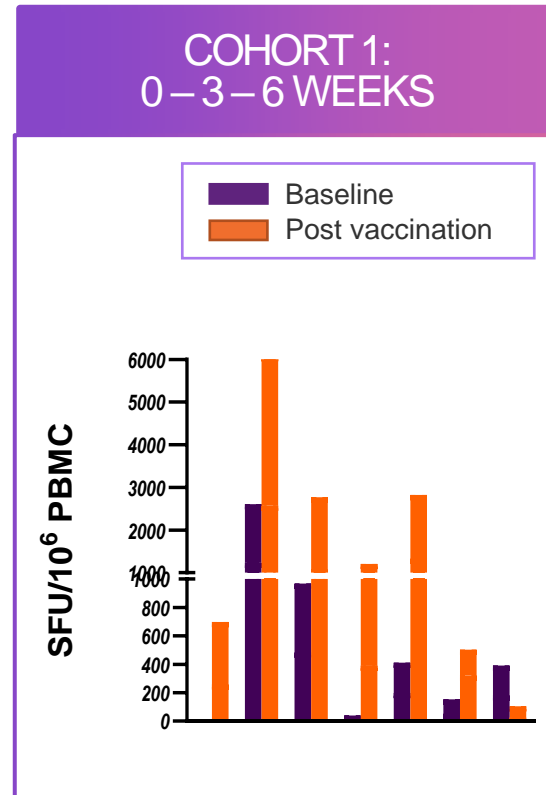 COHORT 1:
0 – 3 – 6 WEEKS
Baseline
Post vaccination
SFU/10⁶ PBMC
6000
5000
4000
3000
2000
1000
1000
800
600
400
200
0